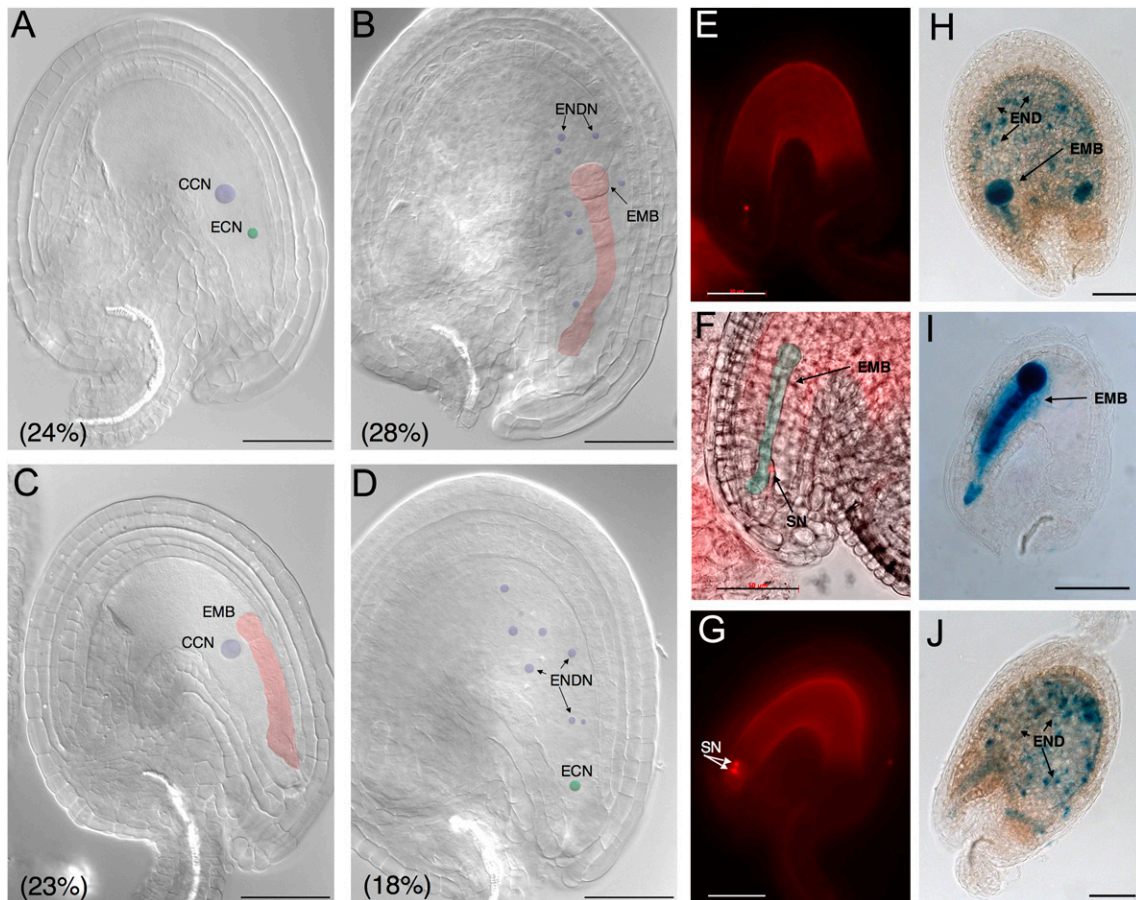 A
CCN
ECN
(24%)
B
ENDN
EMB
(28%)
C
EMB
CCN
(23%)
D
ENDN
ECN
(18%)
E
F
EMB
SN
G
SN
H
END
EMB
I
EMB
J
END